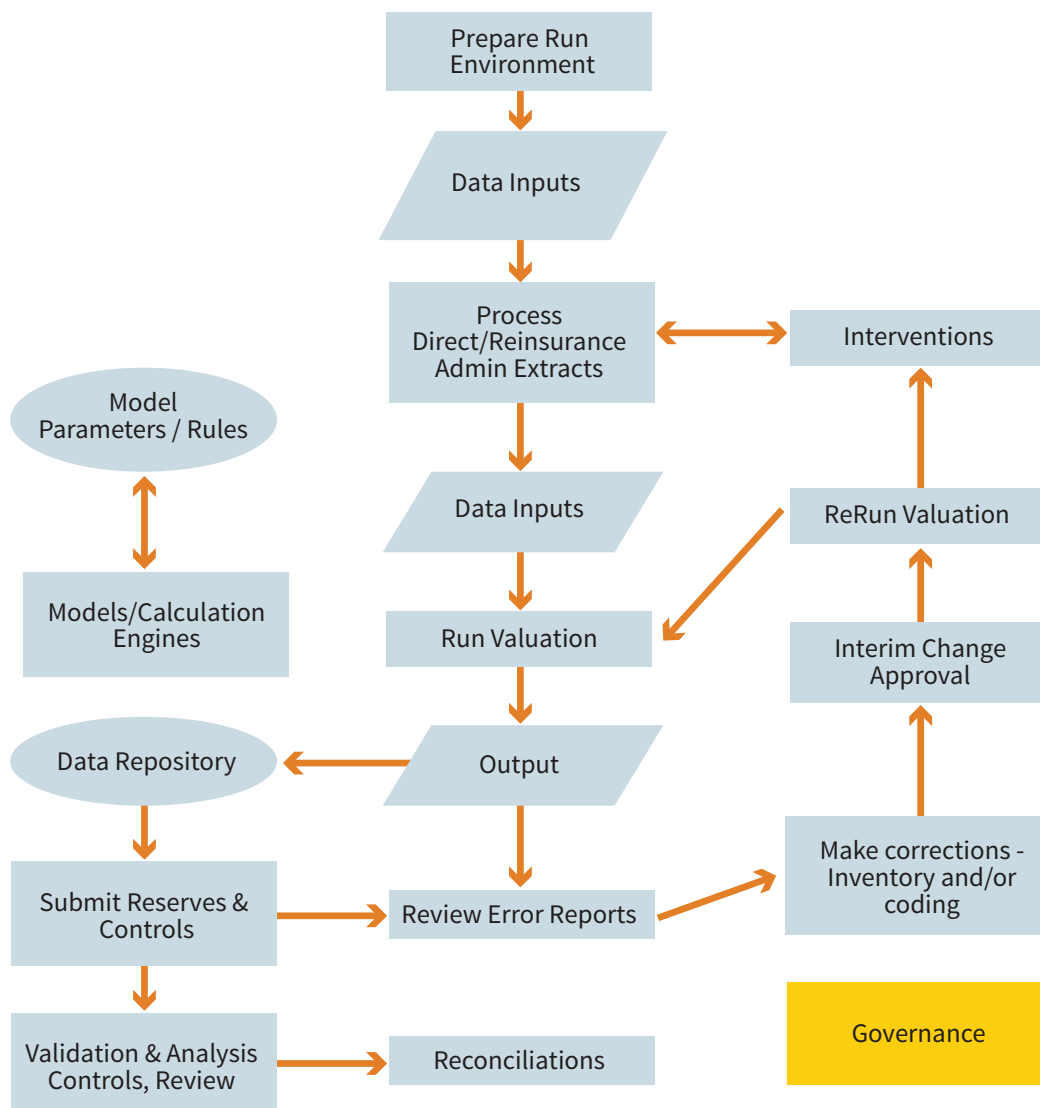 Prepare Run
Environment
Data Inputs
Process
Direct/Reinsurance
Admin Extracts
Interventions
Model
Parameters / Rules
Data Inputs
ReRun Valuation
Models/Calculation
Engines
Run Valuation
Interim Change
Approval
Data Repository
Output
Make corrections -
Inventory and/or
coding
Submit Reserves &
Controls
Review Error Reports
Governance
Validation & Analysis
Controls, Review
Reconciliations